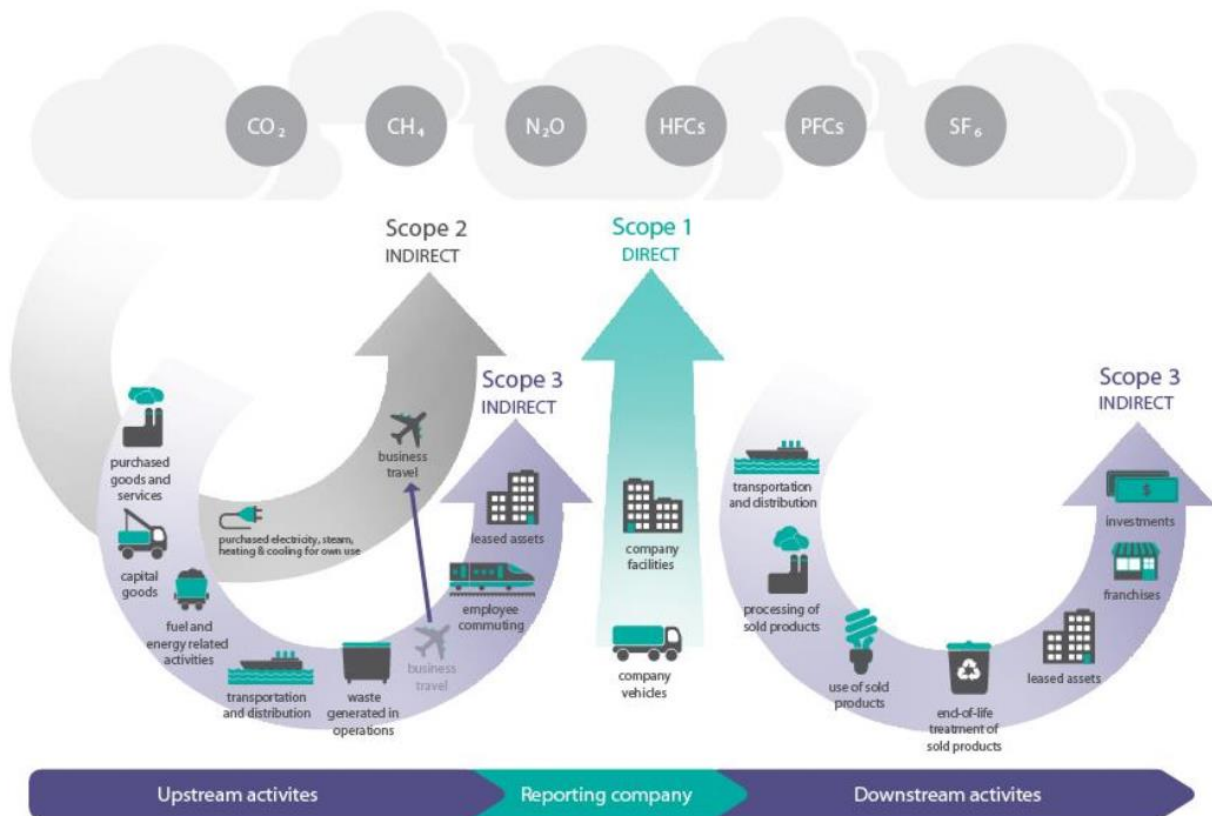 CO₂
CH₄
N₂O
HFCs
PFCs
SF₆
Scope 2
INDIRECT
Scope 1
DIRECT
Scope 3
INDIRECT
Scope 3
INDIRECT
purchased
goods and
services
capital
goods
fuel and
energy related
activities
purchased electricity, steam,
heating & cooling for own use
business
travel
transportation
and distribution
waste
generated in
operations
business
travel
employee
commuting
leased assets
company
facilities
company
vehicles
transportation
and distribution
processing of
sold products
use of sold
products
end-of-life
treatment of
sold products
leased assets
franchises
$
investments
Upstream activites
Reporting company
Downstream activites